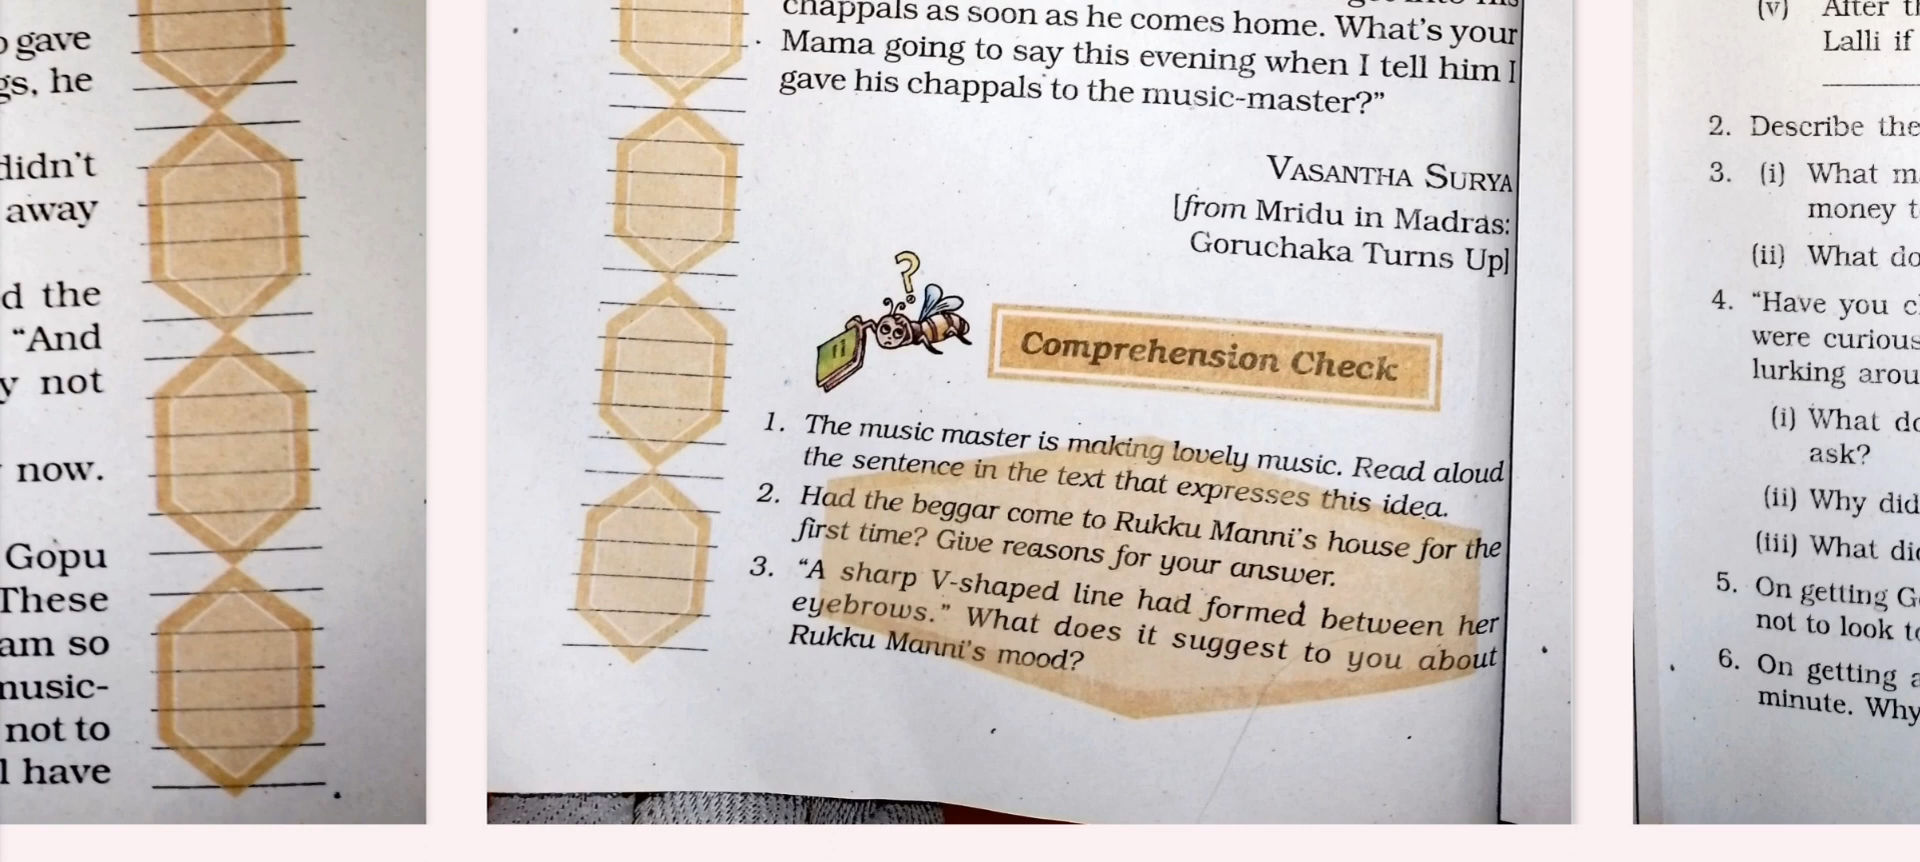 gave
gs, he
didn't
away
d the
"And
y not
now.
Gopu
These
am so
music-
not to
l have
chappals as soon as he comes home. What's your
Mama going to say this evening when I tell him I
gave his chappals to the music-master?"
VASANTHA SURYA
[from Mridu in Madras:
Goruchaka Turns Up]
?
Comprehension Check
1. The music master is making lovely music. Read aloud
the sentence in the text that expresses this idea.
2. Had the beggar come to Rukku Manni's house for the
first time? Give reasons for your answer.
3. "A sharp V-shaped line had formed between her
eyebrows." What does it suggest to you about
Rukku Manni's mood?
(v) After th
Lalli if
2. Describe the
3. (i) What m
money t
(ii) What do
4. "Have you c
were curious
lurking arou
(i) What do
ask?
(ii) Why did
(iii) What did
5. On getting G
not to look to
6. On getting a
minute. Why